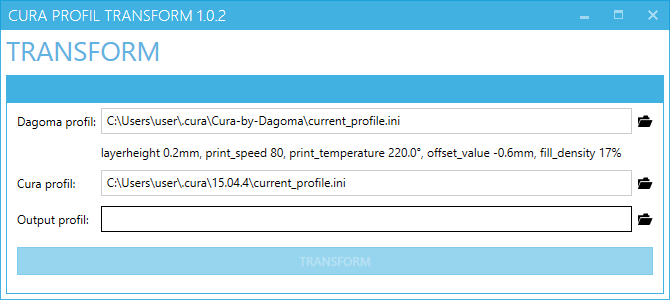 CURA PROFIL TRANSFORM 1.0.2
TRANSFORM
Dagoma profil: C:\Users\user\.cura\Cura-by-Dagoma\current_profile.ini
layerheight 0.2mm, print_speed 80, print_temperature 220.0°, offset_value -0.6mm, fill_density 17%
Cura profil: C:\Users\user\.cura\15.04.4\current_profile.ini
Output profil:
TRANSFORM